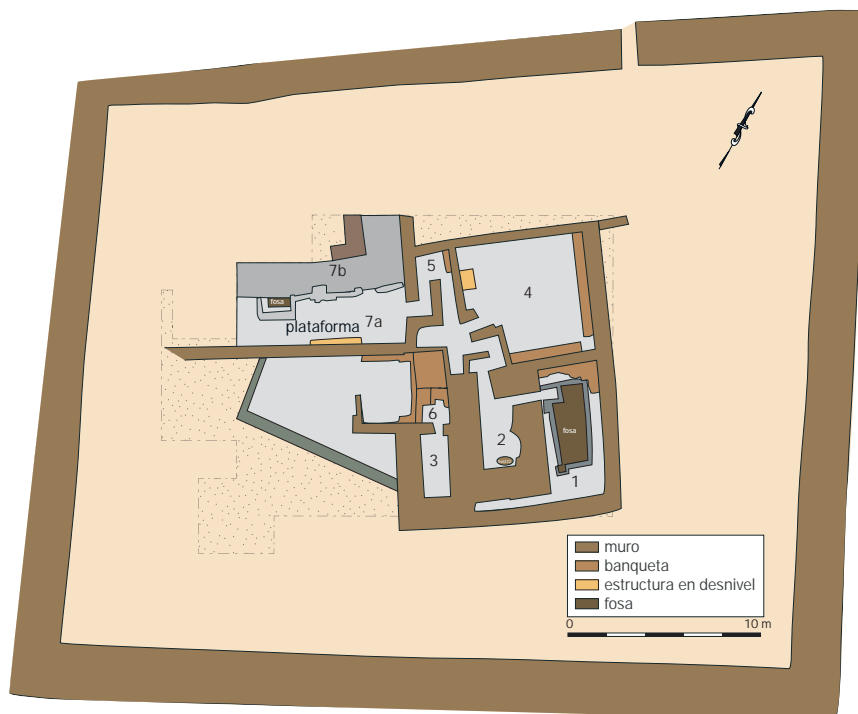 5
4
7b
fosa
plataforma 7a
6
2
3
fosa
1
muro
banqueta
estructura en desnivel
fosa
0 10 m